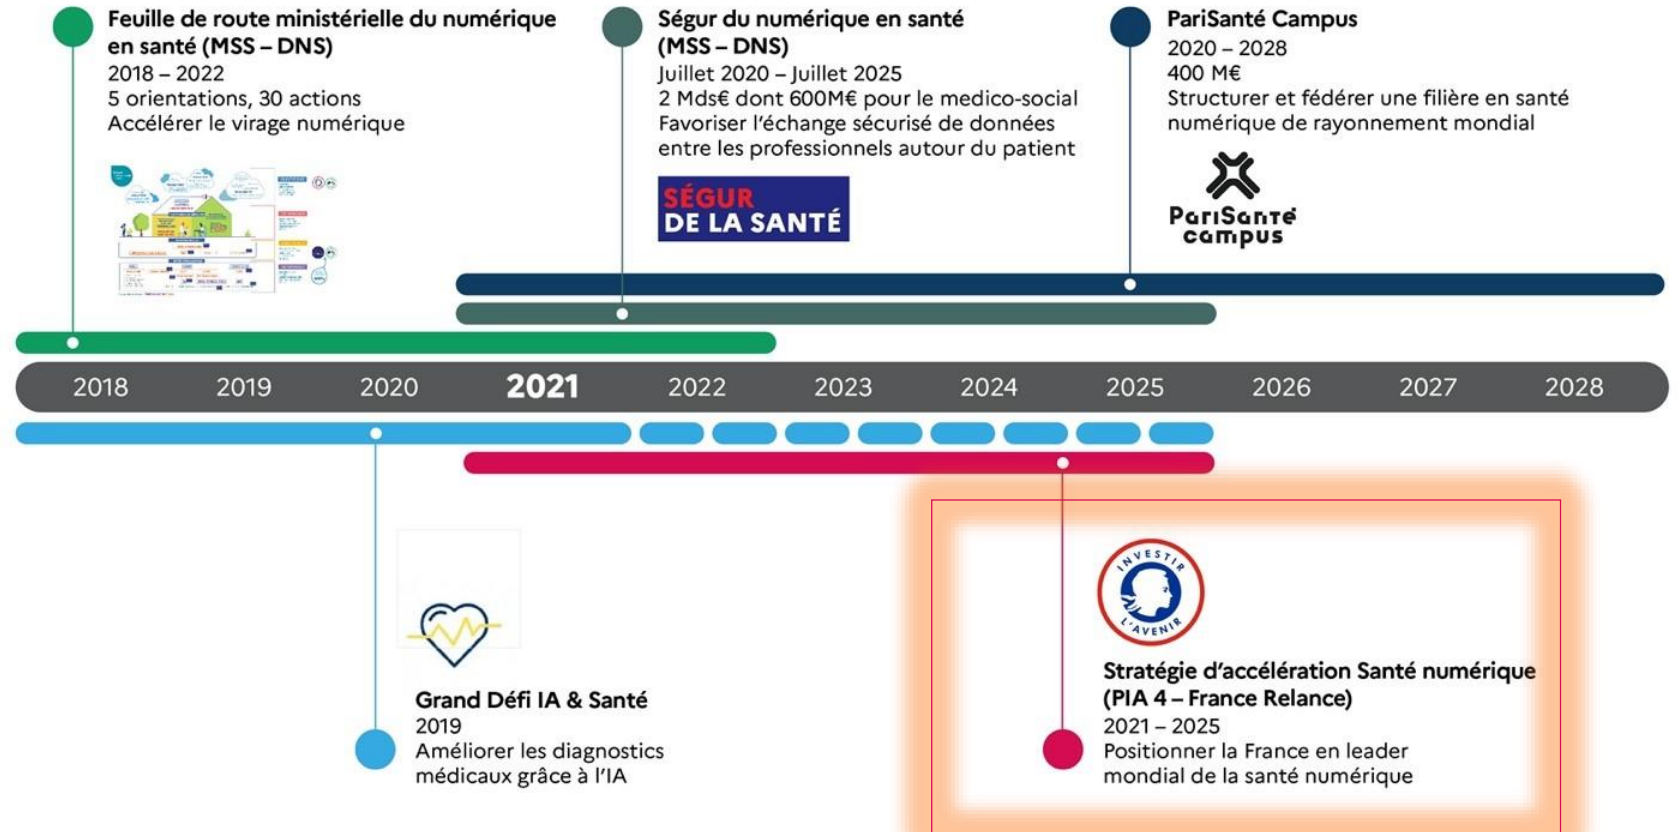 Feuille de route ministérielle du numérique
en santé (MSS – DNS)
2018 – 2022
5 orientations, 30 actions
Accélérer le virage numérique
Ségur du numérique en santé
(MSS – DNS)
Juillet 2020 – Juillet 2025
2 Mds€ dont 600M€ pour le medico-social
Favoriser l'échange sécurisé de données
entre les professionnels autour du patient
SÉGUR
DE LA SANTÉ
PariSanté Campus
2020 – 2028
400 M€
Structurer et fédérer une filière en santé
numérique de rayonnement mondial
PariSanté
campus
2018 2019 2020 2021 2022 2023 2024 2025 2026 2027 2028
Grand Défi IA & Santé
2019
Améliorer les diagnostics
médicaux grâce à l'IA
INVESTIR
L'AVENIR
Stratégie d'accélération Santé numérique
(PIA 4 – France Relance)
2021 – 2025
Positionner la France en leader
mondial de la santé numérique